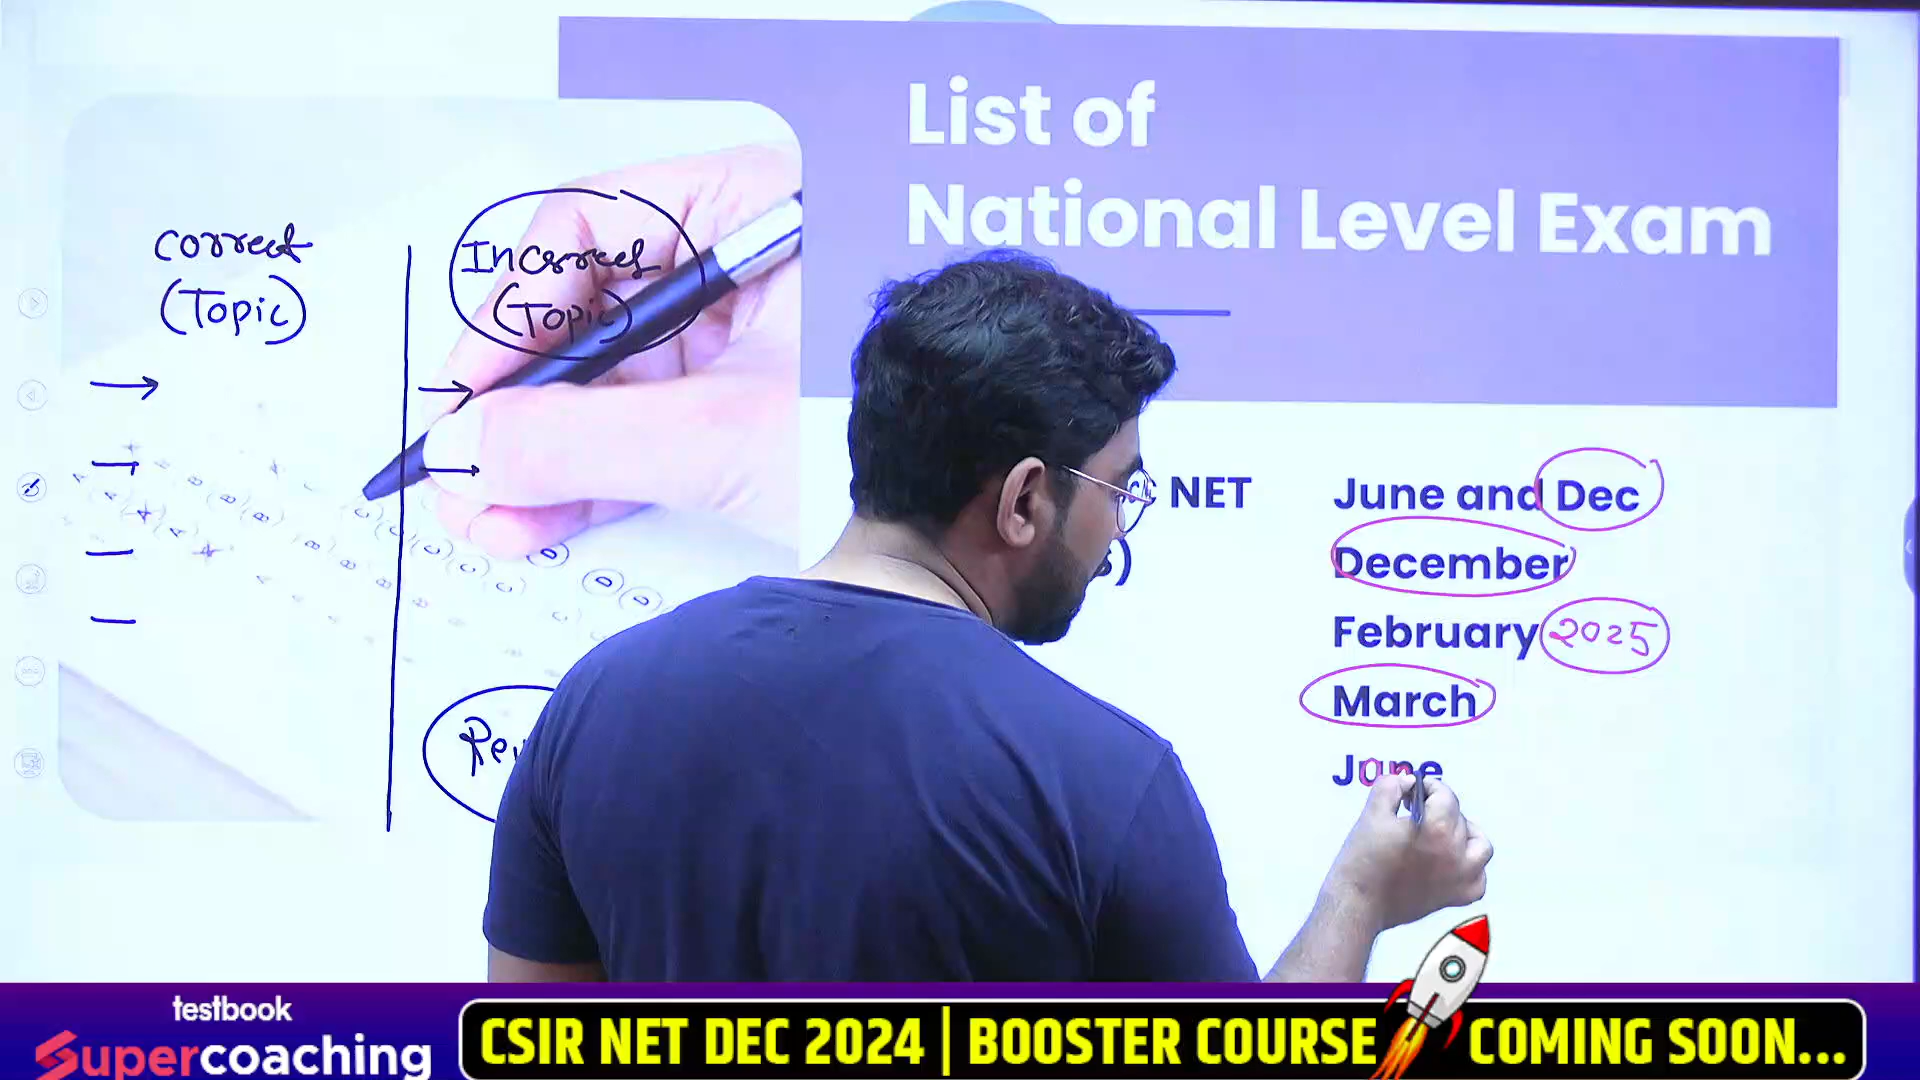 List of
National Level Exam
correct
(Topic)
Incorrect
(Topic)
NET
June and Dec
December
February 2025
March
June
testbook
Supercoaching
CSIR NET DEC 2024 | BOOSTER COURSE COMING SOON...